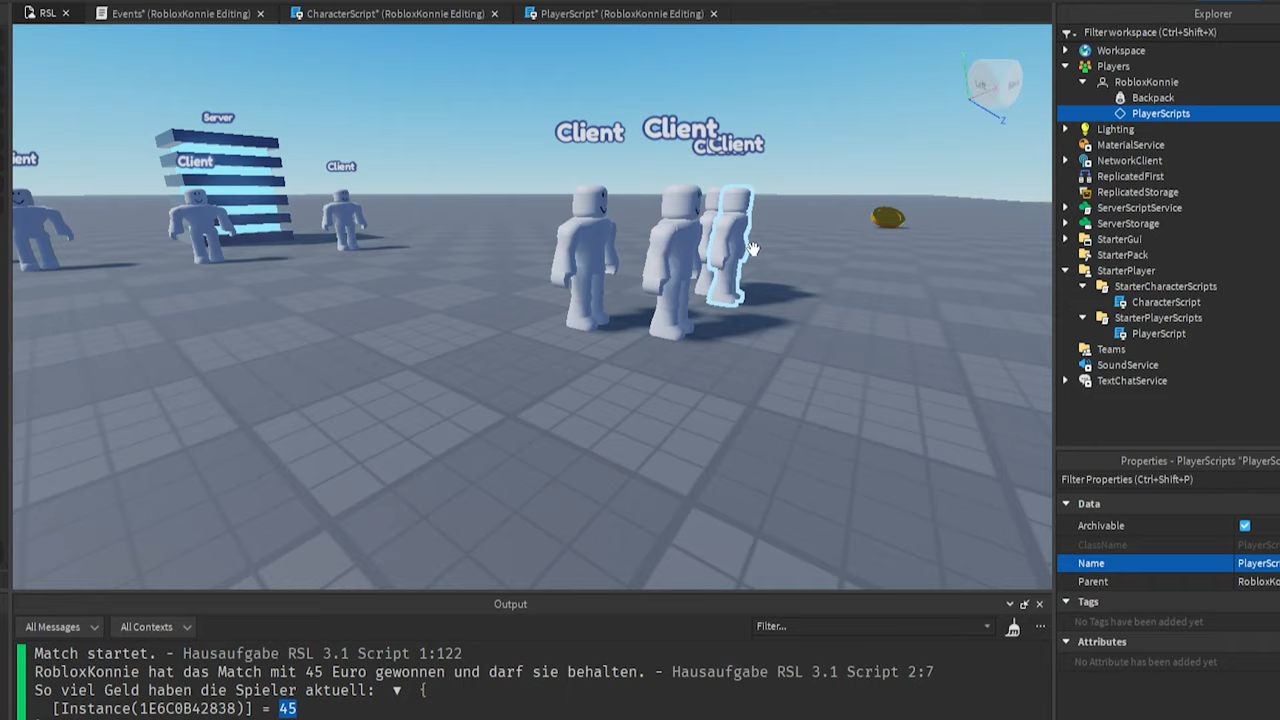 RSL
Events* (RobloxKonnie Editing)
CharacterScript* (RobloxKonnie Editing)
PlayerScript* (RobloxKonnie Editing)
Server
Client
Client
Client
Client
Client
ient
Z
Explorer
Filter workspace (Ctrl+Shift+X)
Workspace
Players
RobloxKonnie
Backpack
PlayerScripts
Lighting
MaterialService
NetworkClient
ReplicatedFirst
ReplicatedStorage
ServerScriptService
ServerStorage
StarterGui
StarterPack
StarterPlayer
StarterCharacterScripts
CharacterScript
StarterPlayerScripts
PlayerScript
Teams
SoundService
TextChatService
Properties - PlayerScripts "PlayerSc
Filter Properties (Ctrl+Shift+P)
Data
Archivable
ClassName PlayerScr
Name PlayerScr
Parent RobloxKo
Tags
No Tags have been added yet
Attributes
No Attribute has been added yet
Output
All Messages All Contexts Filter...
Match startet. - Hausaufgabe RSL 3.1 Script 1:122
RobloxKonnie hat das Match mit 45 Euro gewonnen und darf sie behalten. - Hausaufgabe RSL 3.1 Script 2:7
So viel Geld haben die Spieler aktuell: ▼ {
[Instance(1E6C0B42838)] = 45